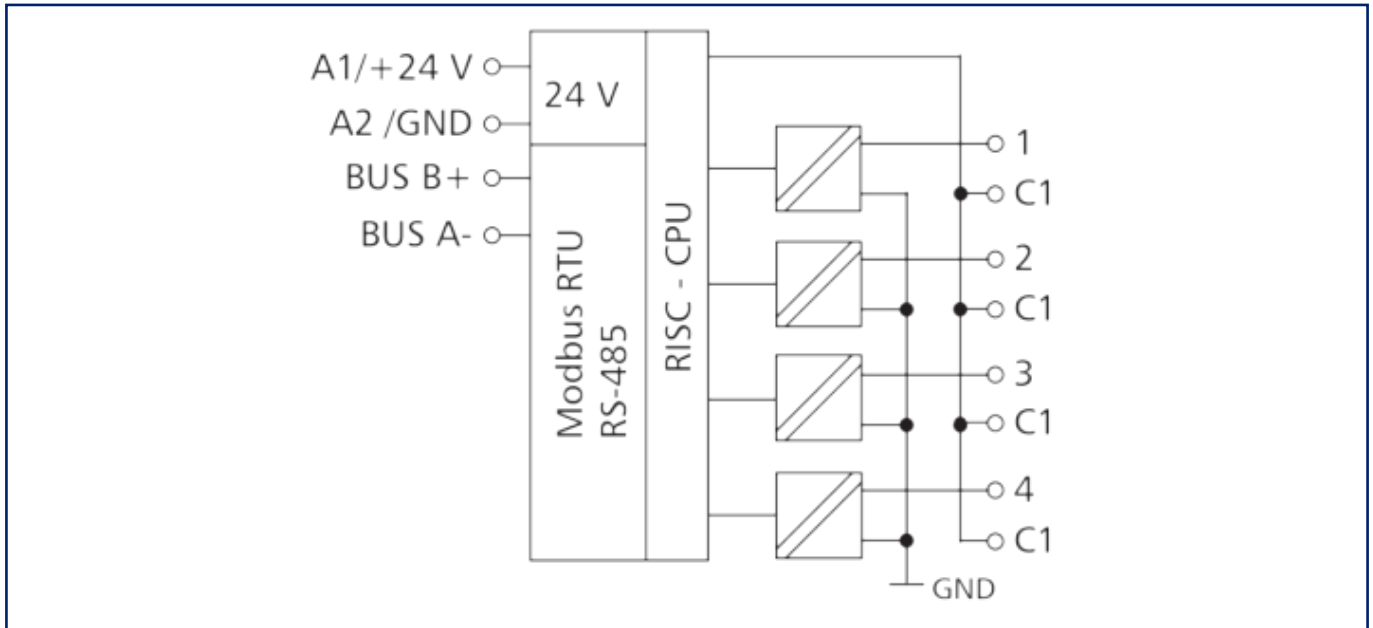 A1/+24 V
A2 /GND
BUS B+
BUS A-
24 V
Modbus RTU
RS-485
RISC - CPU
1
C1
2
C1
3
C1
4
C1
GND